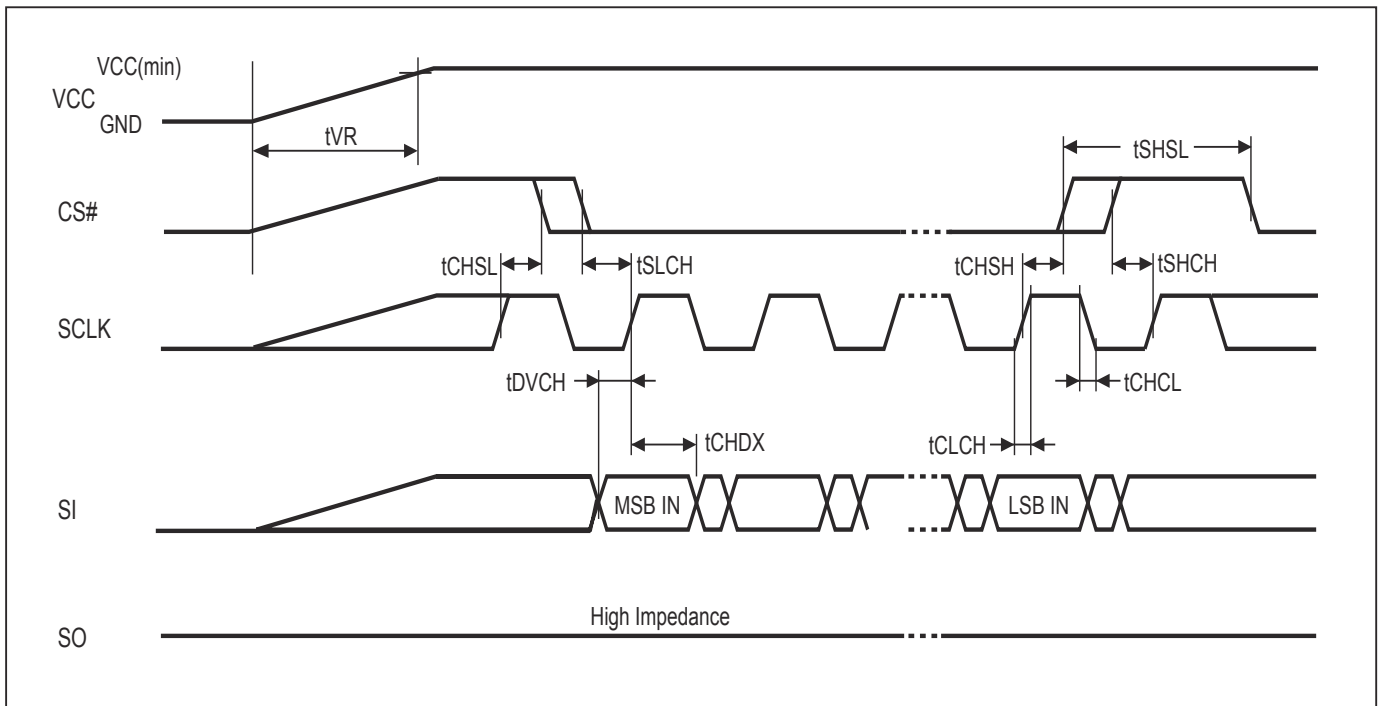 VCC(min)
VCC
GND
tVR
tSHSL
CS#
tCHSL
tSLCH
tCHSH
tSHCH
SCLK
tDVCH
tCHCL
tCHDX
tCLCH
SI
MSB IN
LSB IN
High Impedance
SO